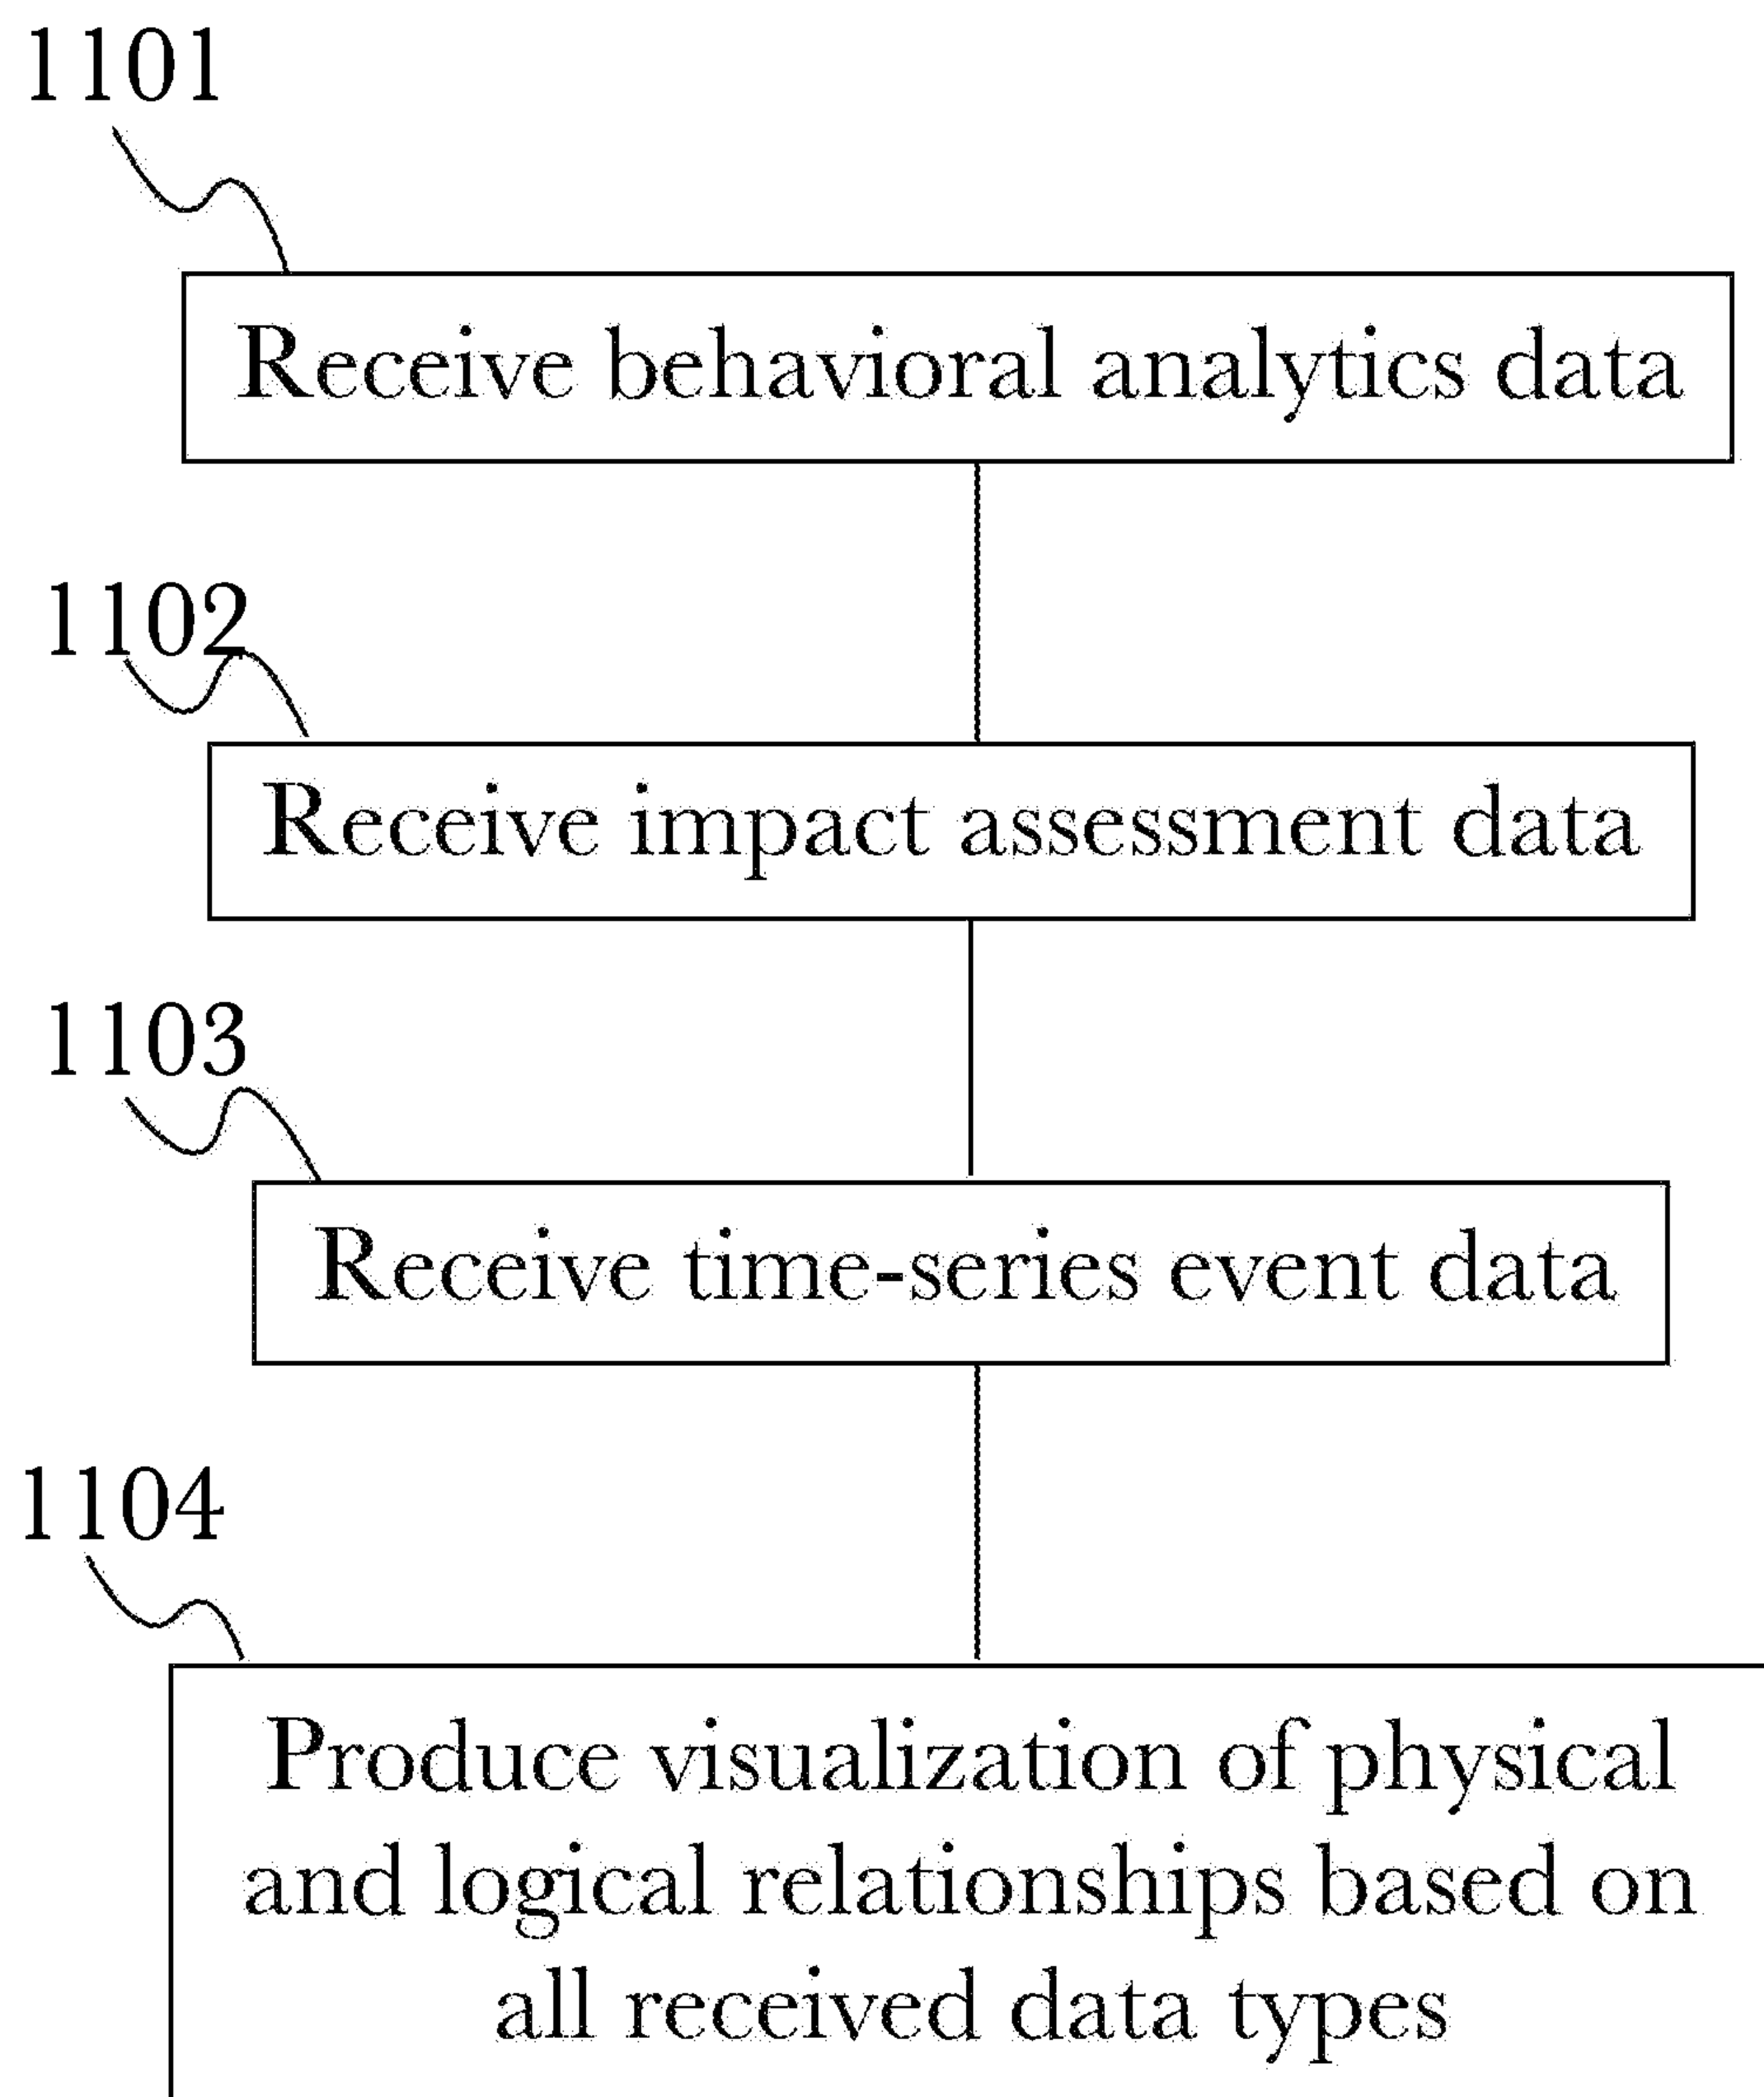 1101
Receive behavioral analytics data
1102
Receive impact assessment data
1103
Receive time-series event data
1104
Produce visualization of physical
and logical relationships based on
all received data types